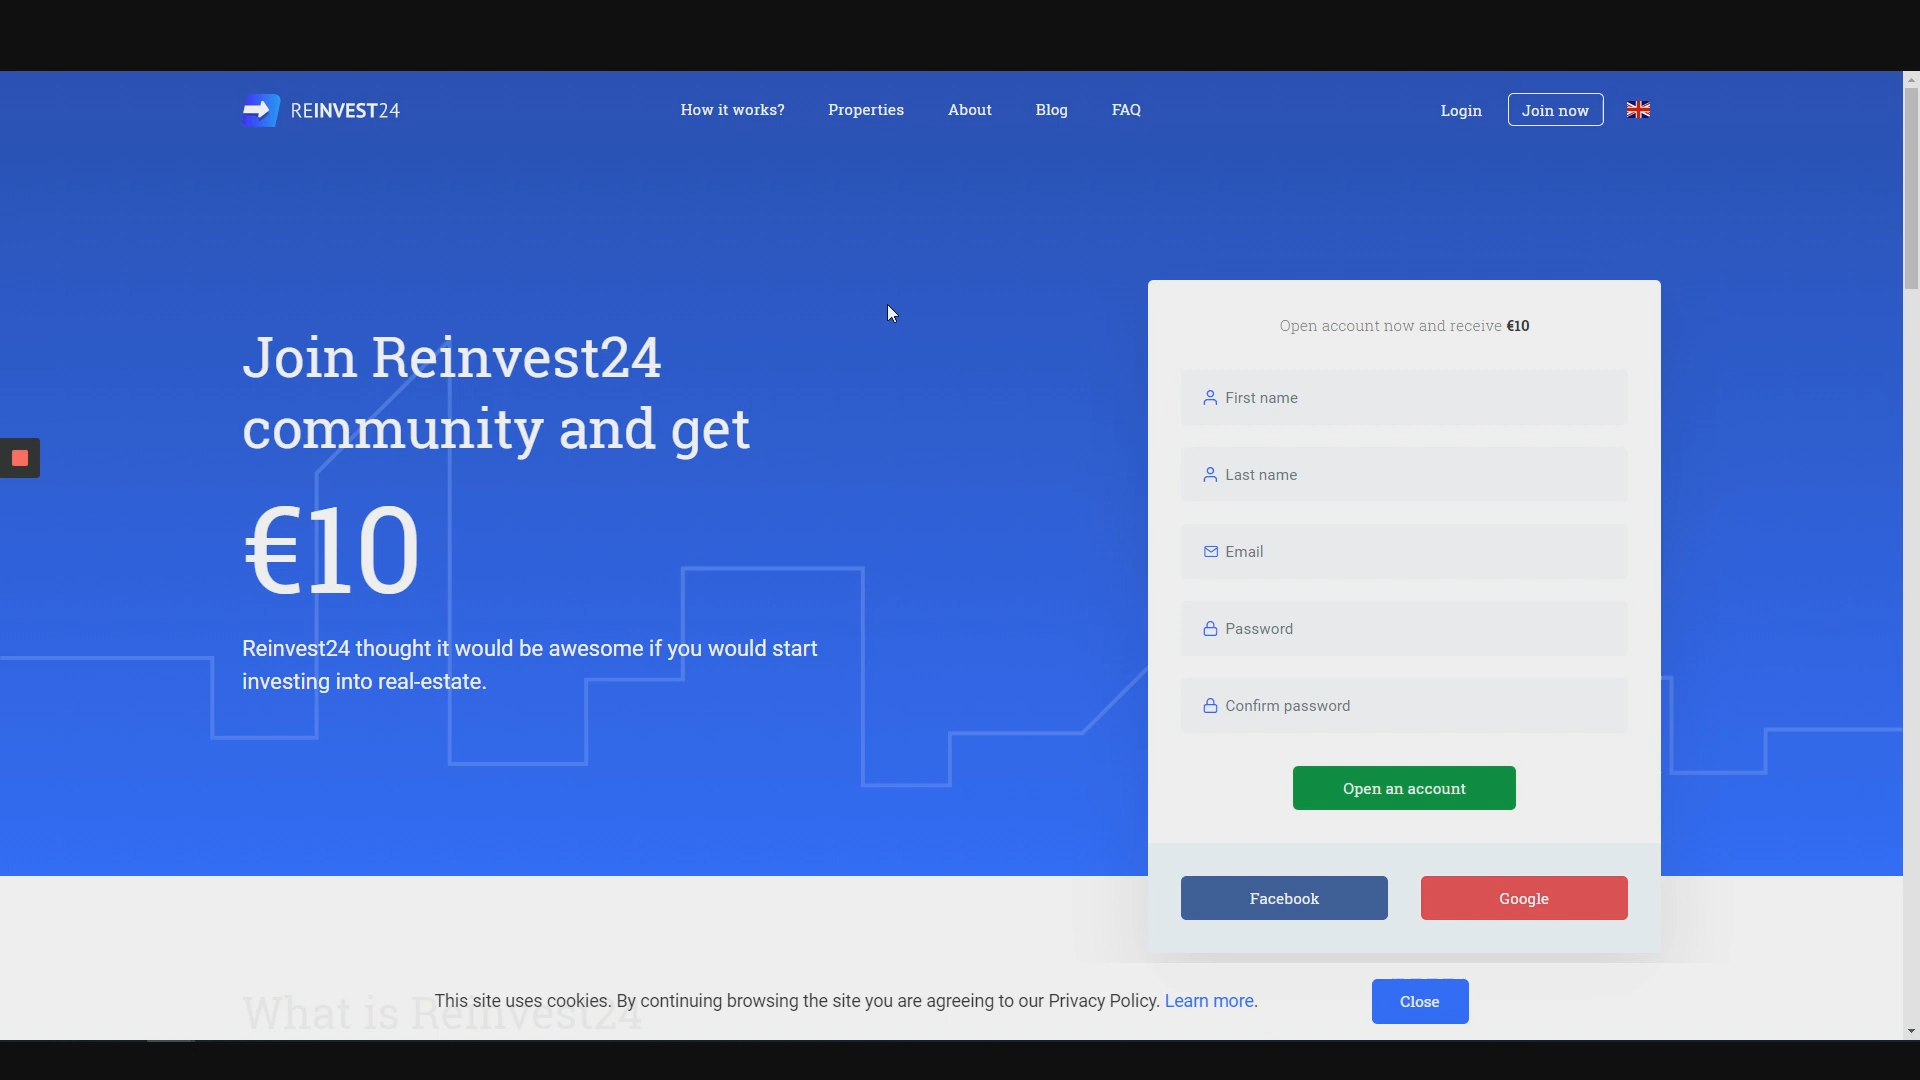 REINVEST24
How it works?
Properties
About
Blog
FAQ
Login
Join now
Join Reinvest24
community and get
€10
Reinvest24 thought it would be awesome if you would start
investing into real-estate.
Open account now and receive €10
First name
Last name
Email
Password
Confirm password
Open an account
Facebook
Google
What is Reinvest24
This site uses cookies. By continuing browsing the site you are agreeing to our Privacy Policy. Learn more.
Close